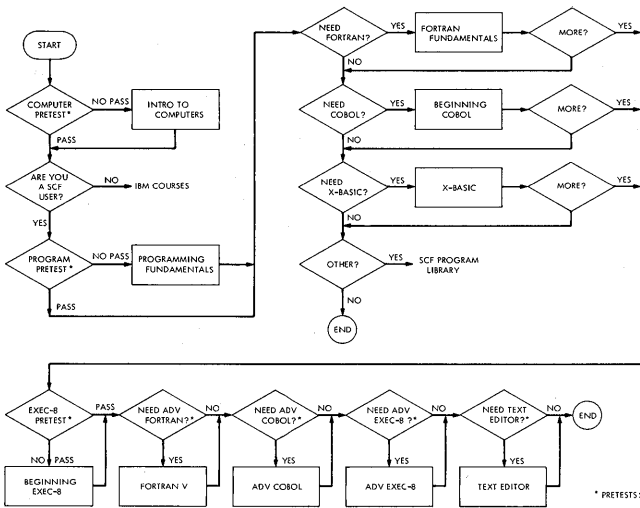 START
COMPUTER
PRETEST*
NO PASS
INTRO TO
COMPUTERS
PASS
ARE YOU
A SCF
USER?
NO
IBM COURSES
YES
PROGRAM
PRETEST*
NO PASS
PROGRAMMING
FUNDAMENTALS
PASS
NEED
FORTRAN?
YES
FORTRAN
FUNDAMENTALS
MORE?
YES
NO
NO
NEED
COBOL?
YES
BEGINNING
COBOL
MORE?
YES
NO
NO
NEED
X-BASIC?
YES
X-BASIC
MORE?
YES
NO
NO
OTHER?
YES
SCF PROGRAM
LIBRARY
NO
END
EXEC-8
PRETEST*
PASS
NO PASS
BEGINNING
EXEC-8
NEED ADV
FORTRAN?*
NO
YES
FORTRAN V
NEED ADV
COBOL?*
NO
YES
ADV COBOL
NEED ADV
EXEC-8 ?*
NO
YES
ADV EXEC-8
NEED TEXT
EDITOR?*
NO
YES
TEXT EDITOR
END
* PRETESTS: